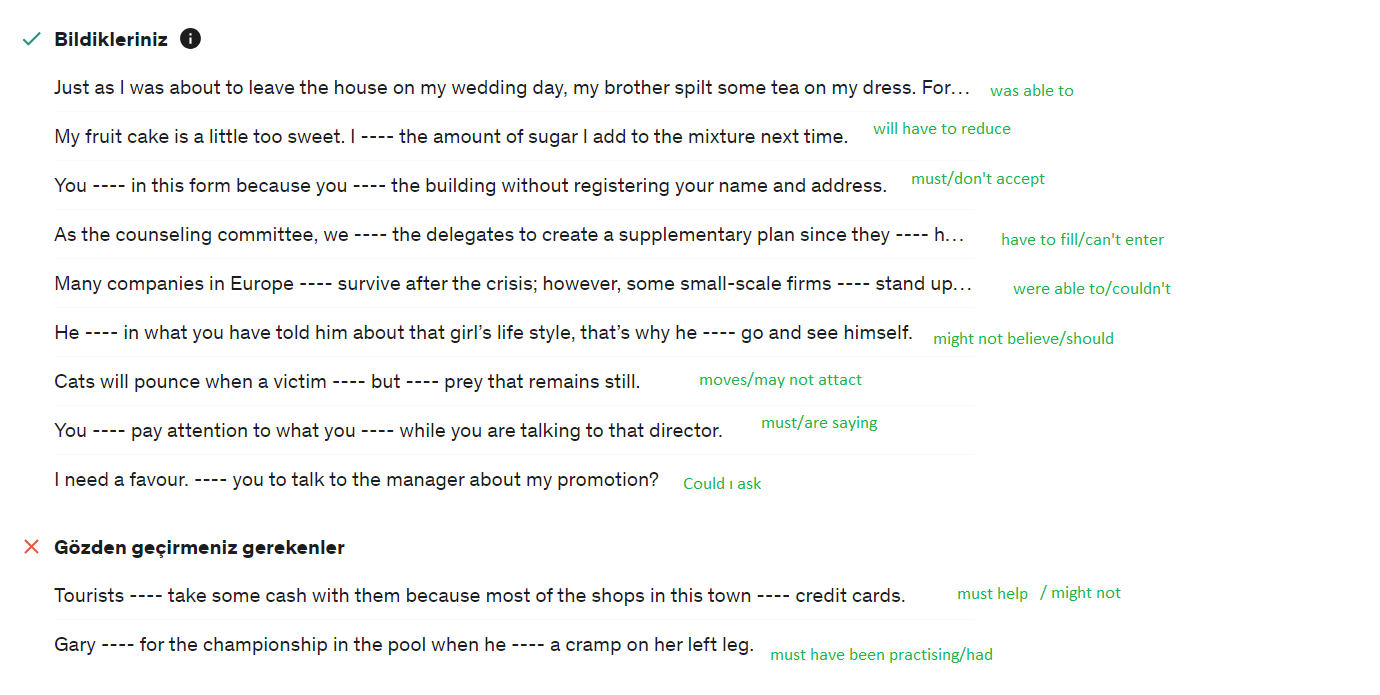 Bildikleriniz
Just as I was about to leave the house on my wedding day, my brother spilt some tea on my dress. For... was able to
My fruit cake is a little too sweet. I ---- the amount of sugar I add to the mixture next time. will have to reduce
You ---- in this form because you ---- the building without registering your name and address. must/don't accept
As the counseling committee, we ---- the delegates to create a supplementary plan since they ---- h... have to fill/can't enter
Many companies in Europe ---- survive after the crisis; however, some small-scale firms ---- stand up... were able to/couldn't
He ---- in what you have told him about that girl's life style, that's why he ---- go and see himself. might not believe/should
Cats will pounce when a victim ---- but ---- prey that remains still. moves/may not attact
You ---- pay attention to what you ---- while you are talking to that director. must/are saying
I need a favour. ---- you to talk to the manager about my promotion? Could ı ask
Gözden geçirmeniz gerekenler
Tourists ---- take some cash with them because most of the shops in this town ---- credit cards. must help / might not
Gary ---- for the championship in the pool when he ---- a cramp on her left leg. must have been practising/had